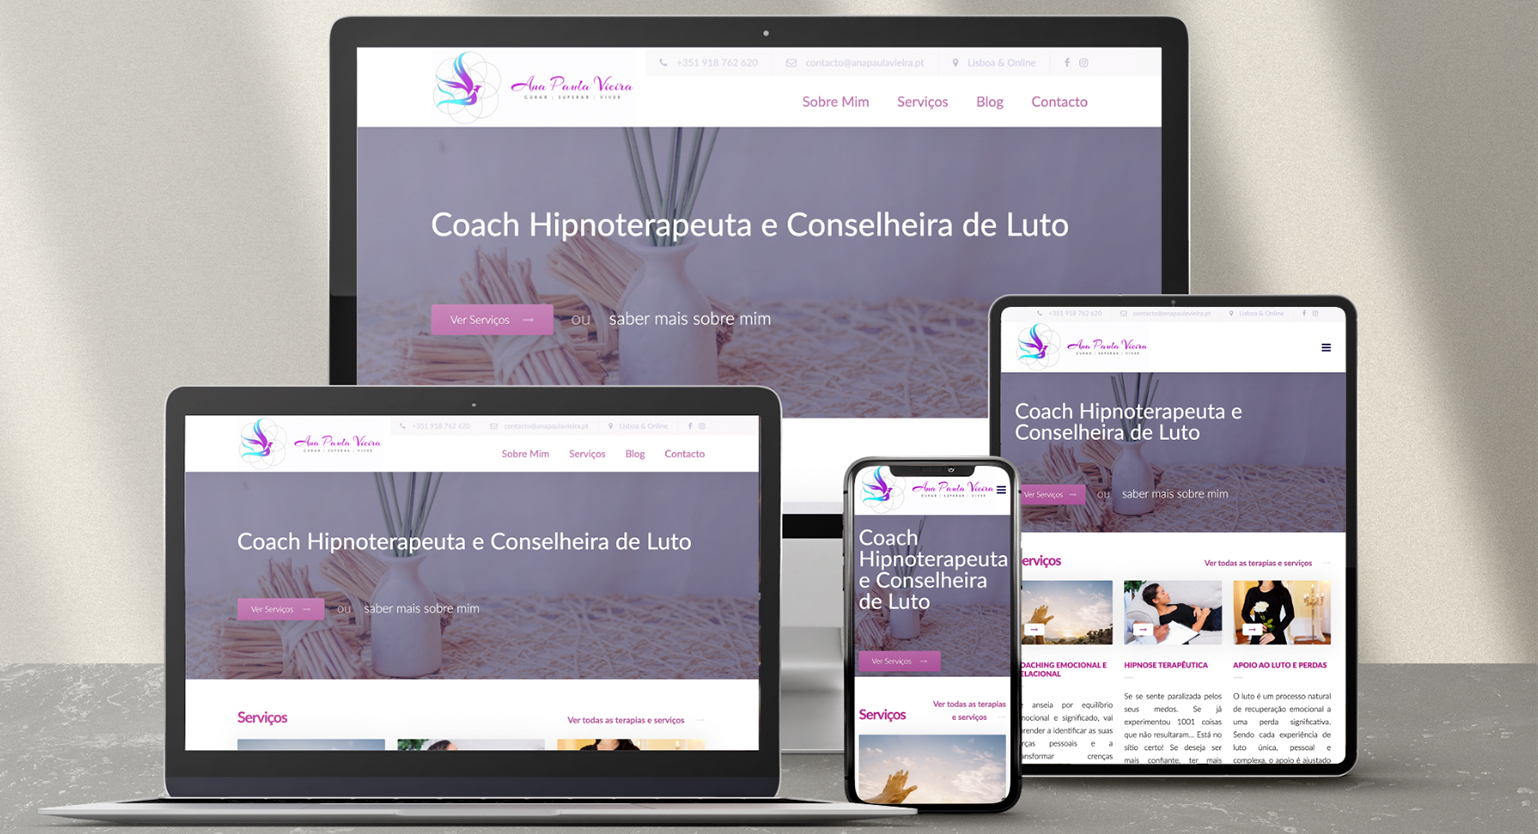 Ana Paula Vieira
CURAR | SUPERAR | VIVER
+351 918 762 620
contacto@anapaulavieira.pt
Lisboa & Online
Sobre Mim
Serviços
Blog
Contacto
Coach Hipnoterapeuta e Conselheira de Luto
Ver Serviços
ou
saber mais sobre mim
Ana Paula Vieira
CURAR | SUPERAR | VIVER
+351 918 762 620
contacto@anapaulavieira.pt
Lisboa & Online
Sobre Mim
Serviços
Blog
Contacto
Coach Hipnoterapeuta e Conselheira de Luto
Ver Serviços
ou
saber mais sobre mim
Serviços
Ver todas as terapias e serviços
Ana Paula Vieira
CURAR | SUPERAR | VIVER
Coach
Hipnoterapeuta
e Conselheira
de Luto
Ver Serviços
Serviços
Ver todas as terapias
e serviços
+351 918 762 620
contacto@anapaulavieira.pt
Lisboa & Online
Ana Paula Vieira
CURAR | SUPERAR | VIVER
Coach Hipnoterapeuta e
Conselheira de Luto
Ver Serviços
ou
saber mais sobre mim
erviços
Ver todas as terapias e serviços
OACHING EMOCIONAL E
ELACIONAL
anseia por equilíbrio
mocional e significado, vai
render a identificar as suas
rças pessoais e a
ansformar crenças
HIPNOSE TERAPÊUTICA
Se se sente paralizada pelos
seus medos. Se já
experimentou 1001 coisas
que não resultaram... Está no
sítio certo! Se deseja ser
mais confiante, ter mais
APOIO AO LUTO E PERDAS
O luto é um processo natural
de recuperação emocional a
uma perda significativa.
Sendo cada experiência de
luto única, pessoal e
complexa, o apoio é ajustado